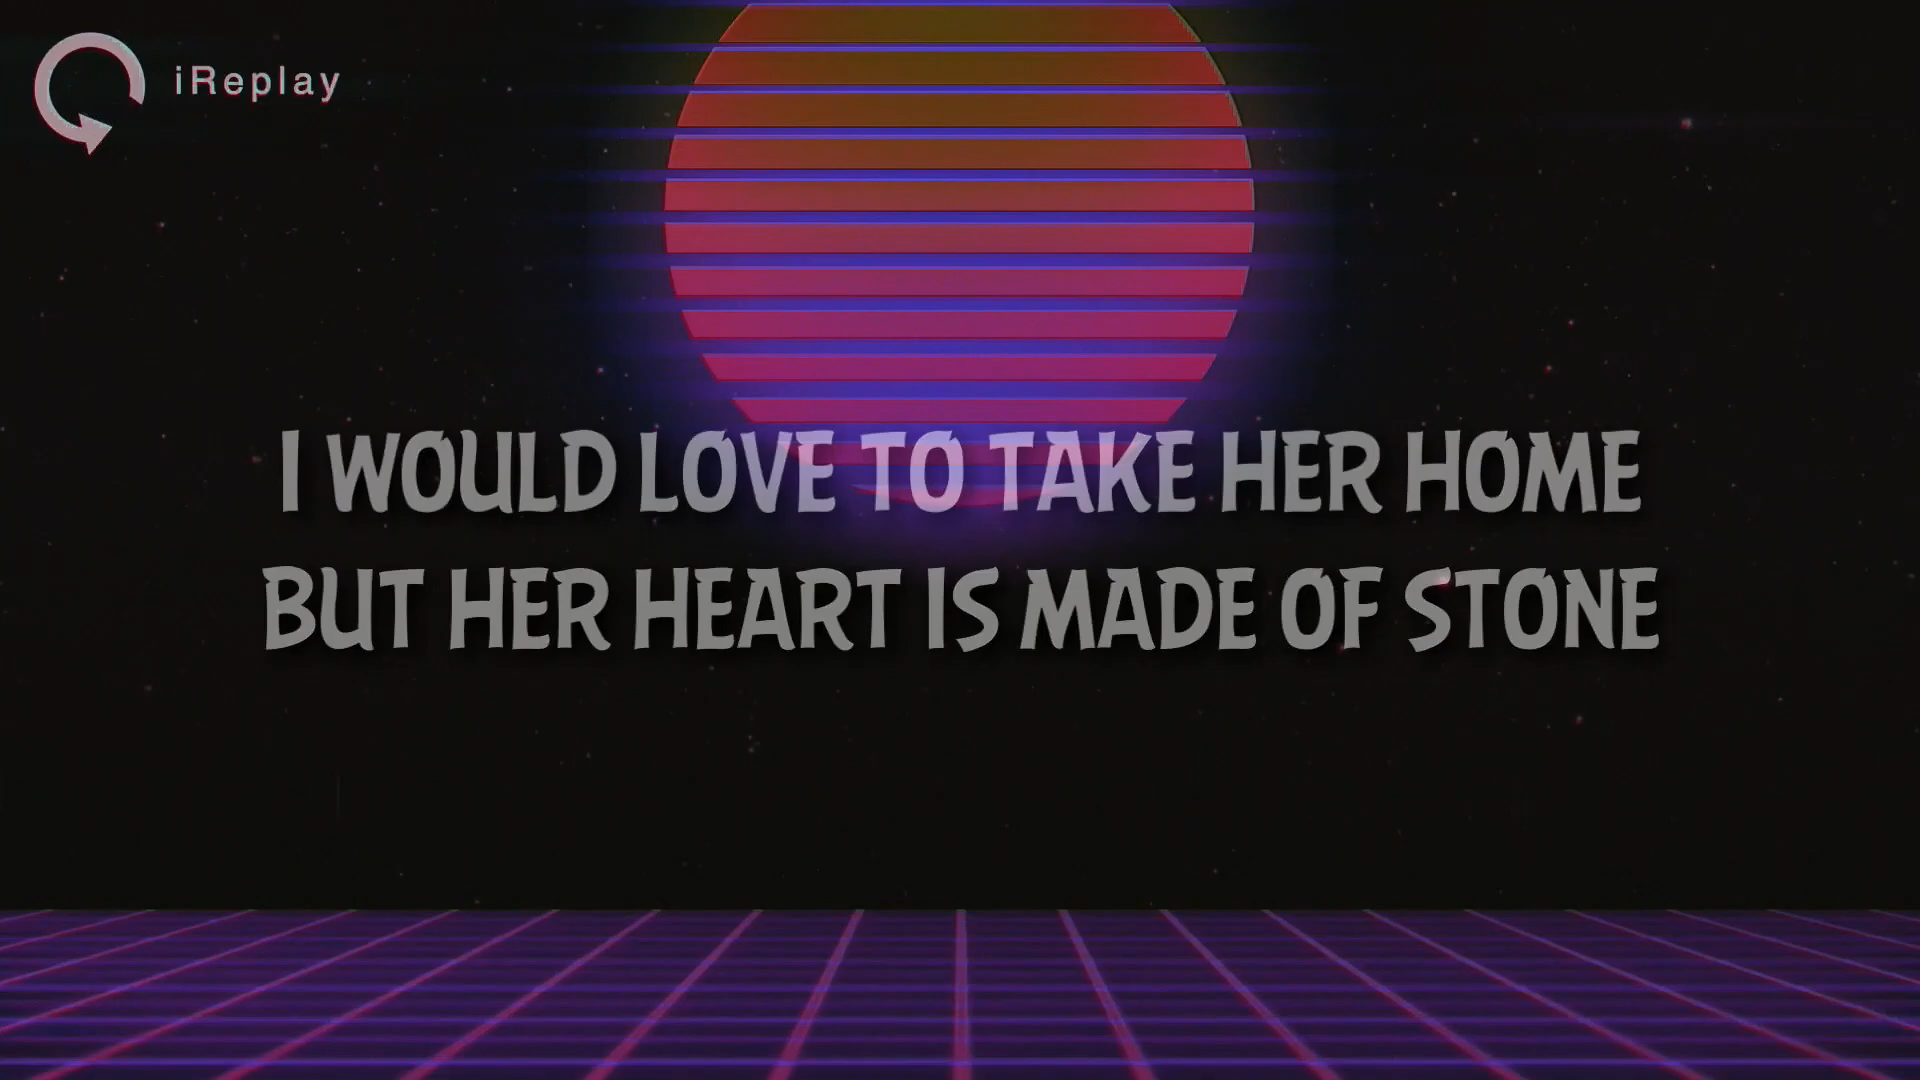 iReplay
I WOULD LOVE TO TAKE HER HOME
BUT HER HEART IS MADE OF STONE